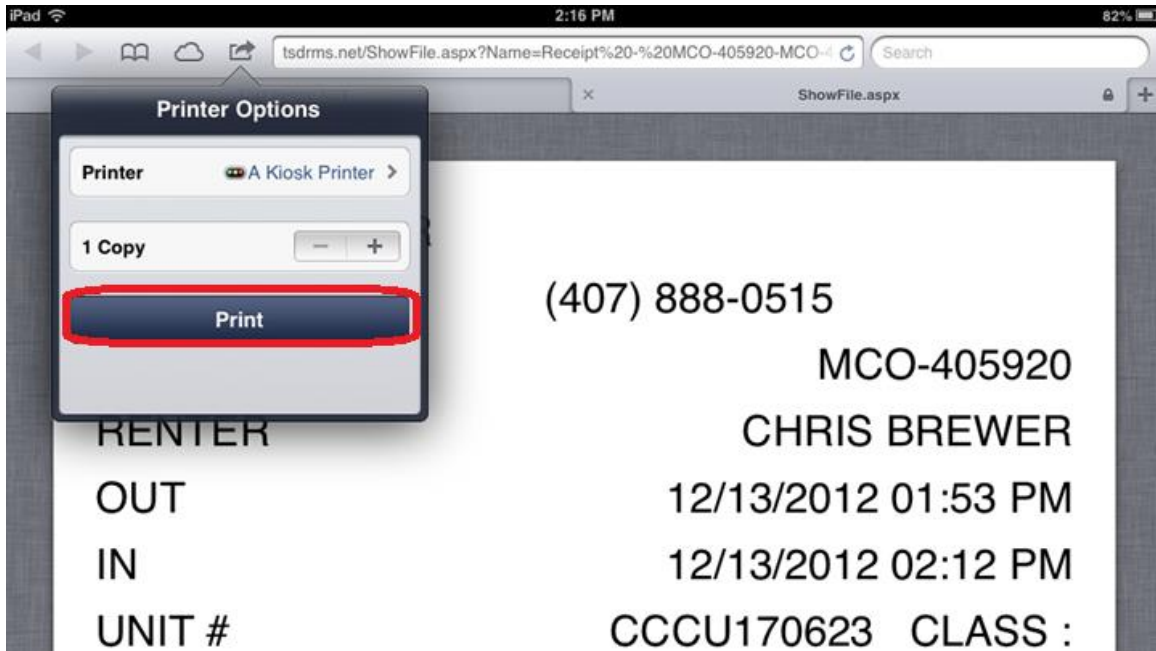 iPad 2:16 PM 82%
tsdrms.net/ShowFile.aspx?Name=Receipt%20-%20MCO-405920-MCO- Search
ShowFile.aspx
Printer Options
Printer A Kiosk Printer
1 Copy − +
Print
(407) 888-0515
MCO-405920
RENTER CHRIS BREWER
OUT 12/13/2012 01:53 PM
IN 12/13/2012 02:12 PM
UNIT # CCCU170623 CLASS :